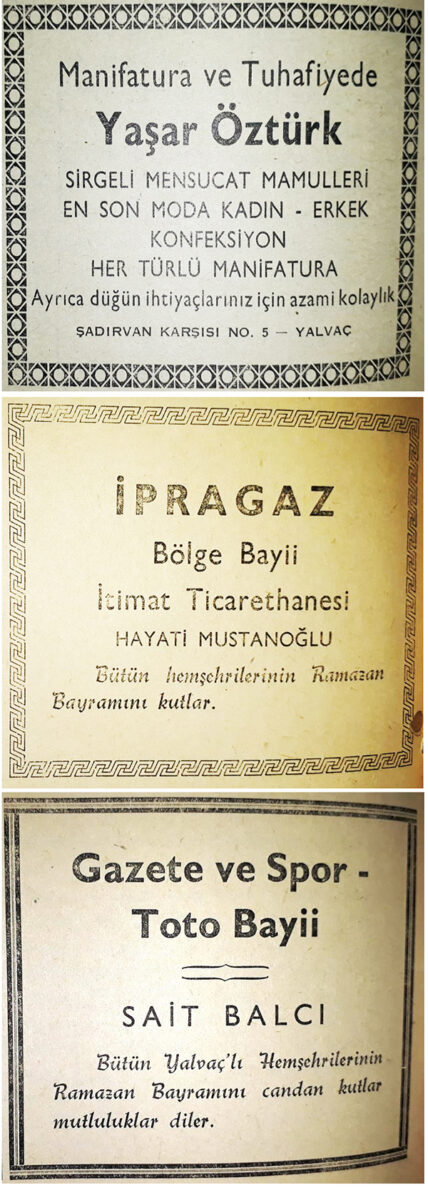 Manifatura ve Tuhafiyede
Yaşar Öztürk
SİRGELİ MENSUCAT MAMULLERİ
EN SON MODA KADIN - ERKEK
KONFEKSİYON
HER TÜRLÜ MANİFATURA
Ayrıca düğün ihtiyaçlarınız için azami kolaylık
ŞADIRVAN KARŞISI NO. 5 — YALVAÇ
İPRAGAZ
Bölge Bayii
İtimat Ticarethanesi
HAYATİ MUSTANOĞLU
Bütün hemşehrilerinin Ramazan
Bayramını kutlar.
Gazete ve Spor -
Toto Bayii
SAİT BALCI
Bütün Yalvaç'lı Hemşehrilerinin
Ramazan Bayramını candan kutlar
mutluluklar diler.